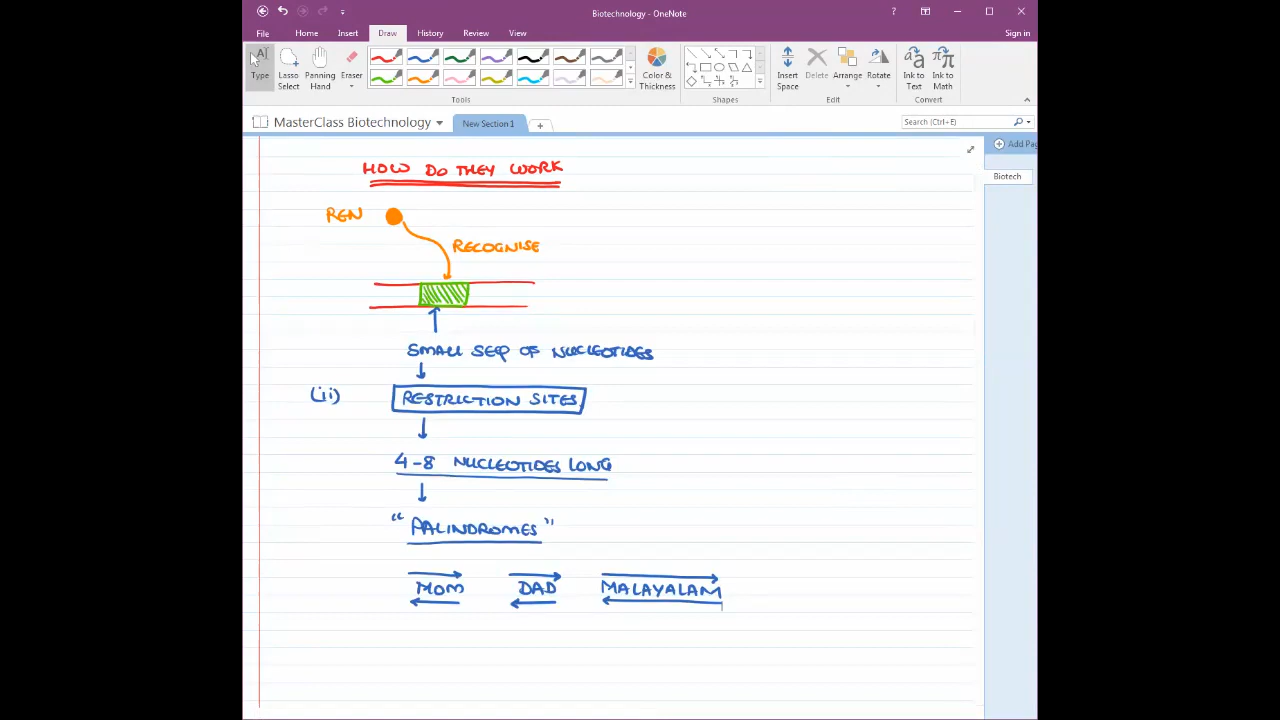 Biotechnology - OneNote
?
File Home Insert Draw History Review View Sign in
Type Lasso Select Panning Hand Eraser Color & Thickness Insert Space Delete Arrange Rotate Ink to Text Ink to Math
Tools Shapes Edit Convert
MasterClass Biotechnology New Section 1 Search (Ctrl+E)
Add Pag
Biotech
HOW DO THEY WORK
REN
RECOGNISE
SMALL SEQ OF NUCLEOTIDES
(ii) RESTRICTION SITES
4-8 NUCLEOTIDES LONG
"PALINDROMES"
MOM DAD MALAYALAM